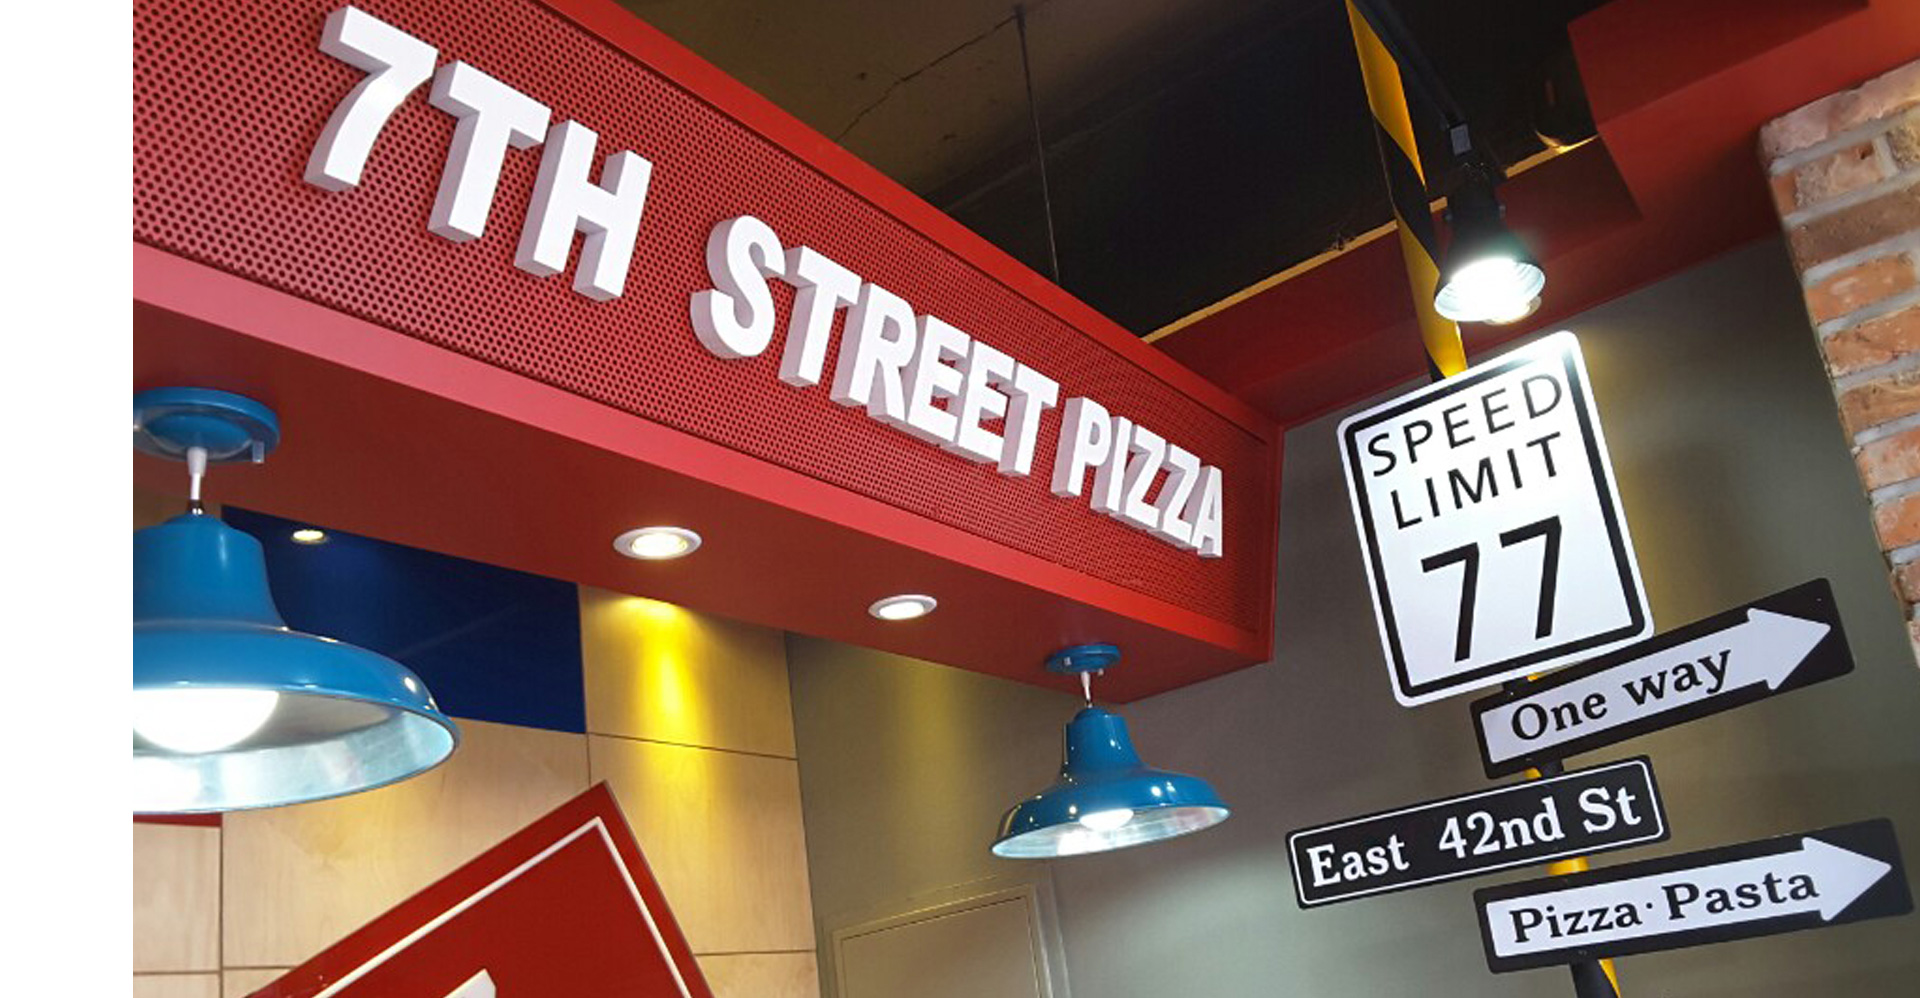 7TH STREET PIZZA
SPEED
LIMIT
77
One way
East 42nd St
Pizza·Pasta